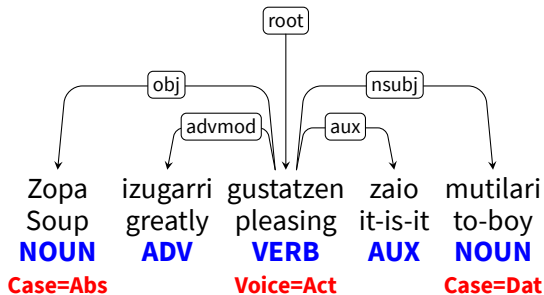 root
obj
nsubj
advmod
aux
Zopa izugarri gustatzen zaio mutilari
Soup greatly pleasing it-is-it to-boy
NOUN ADV VERB AUX NOUN
Case=Abs Voice=Act Case=Dat